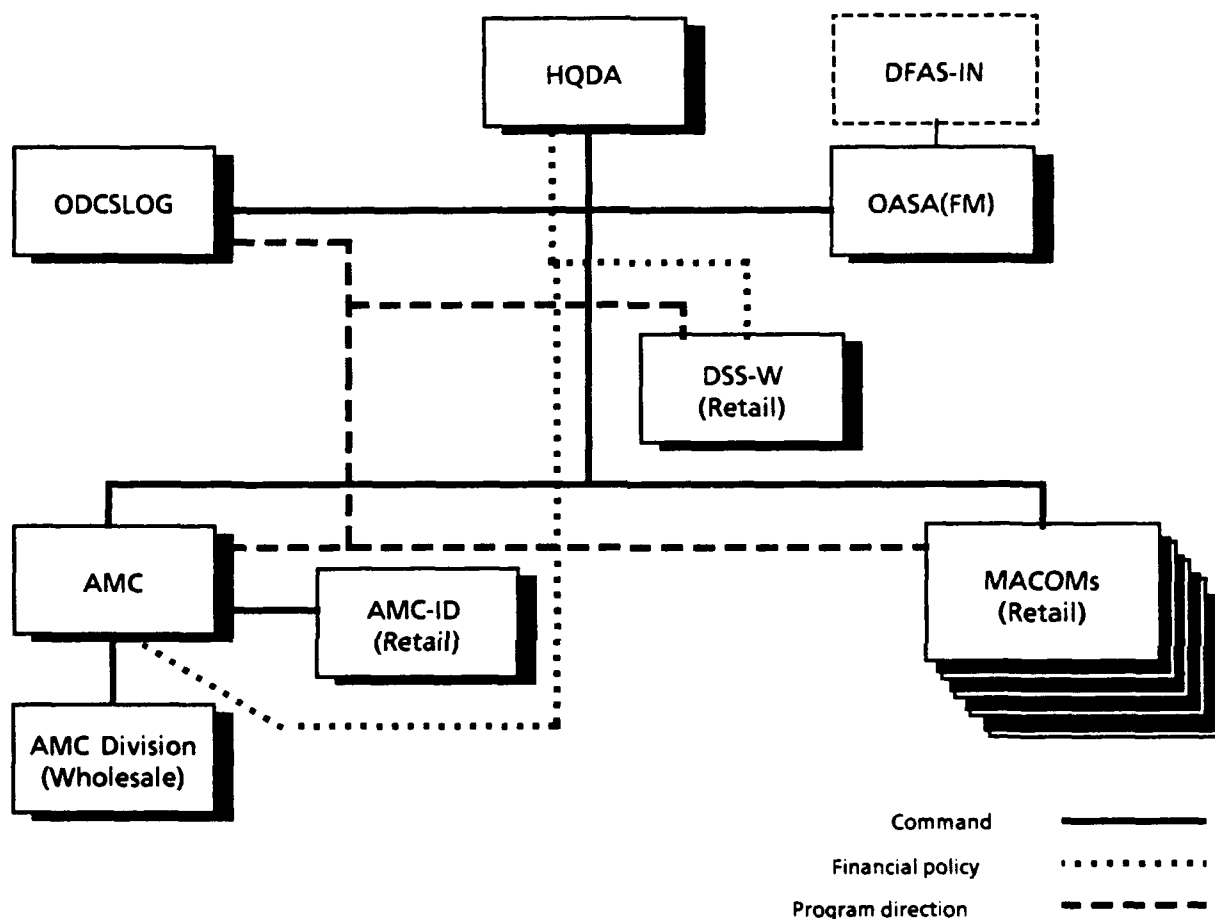 HQDA
DFAS-IN
ODCSLOG
OASA(FM)
DSS-W
(Retail)
AMC
AMC-ID
(Retail)
MACOMs
(Retail)
AMC Division
(Wholesale)
Command
Financial policy
Program direction